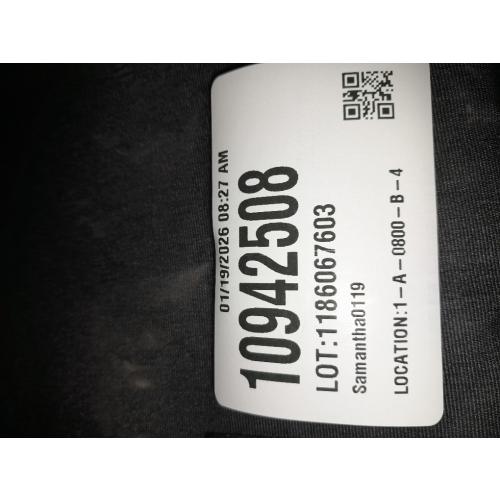 01/19/2026 08:27 AM
10942508
LOT:1186067603
Samantha0119
LOCATION:1-A-0800-B-4